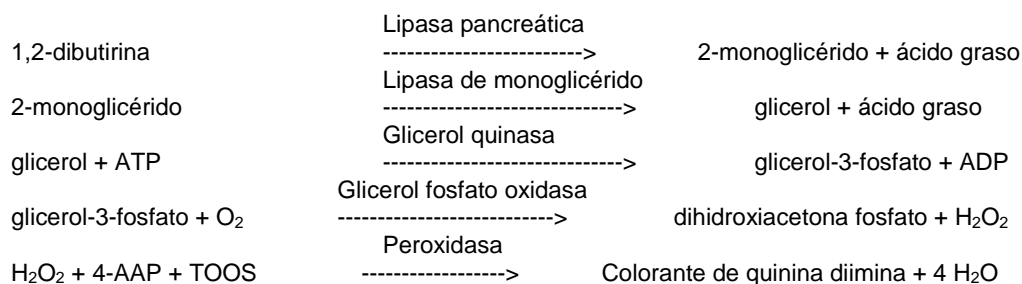 Lipasa pancreática
1,2-dibutirina -------------------------> 2-monoglicérido + ácido graso
Lipasa de monoglicérido
2-monoglicérido ------------------------------> glicerol + ácido graso
Glicerol quinasa
glicerol + ATP ------------------------------> glicerol-3-fosfato + ADP
Glicerol fosfato oxidasa
glicerol-3-fosfato + O₂ ---------------------------> dihidroxiacetona fosfato + H₂O₂
Peroxidasa
H₂O₂ + 4-AAP + TOOS ------------------> Colorante de quinina diimina + 4 H₂O